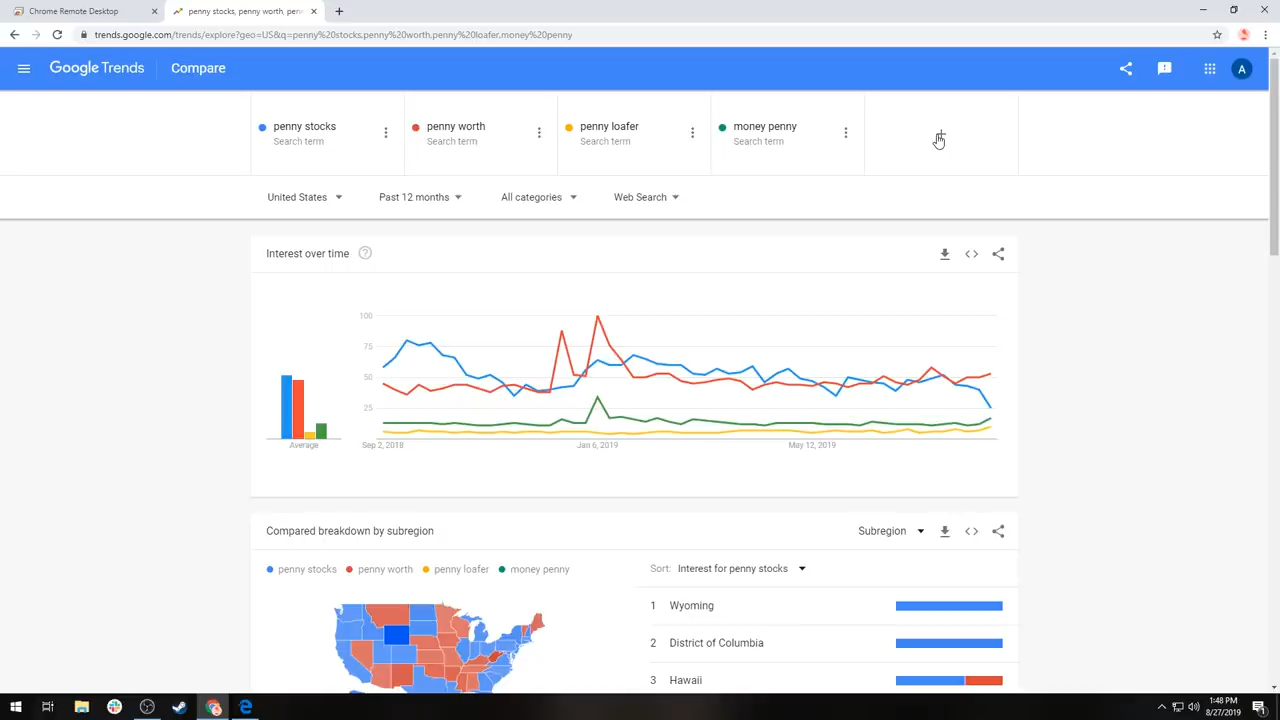 Chrome Remote Desktop
penny stocks, penny worth, penny
trends.google.com/trends/explore?geo=US&q=penny%20stocks,penny%20worth,penny%20loafer,money%20penny
Google Trends
Compare
A
penny stocks
Search term
penny worth
Search term
penny loafer
Search term
money penny
Search term
United States
Past 12 months
All categories
Web Search
Interest over time
100
75
50
25
Average
Sep 2, 2018
Jan 6, 2019
May 12, 2019
Compared breakdown by subregion
Subregion
penny stocks
penny worth
penny loafer
money penny
Sort: Interest for penny stocks
1 Wyoming
2 District of Columbia
3 Hawaii
1:48 PM
8/27/2019